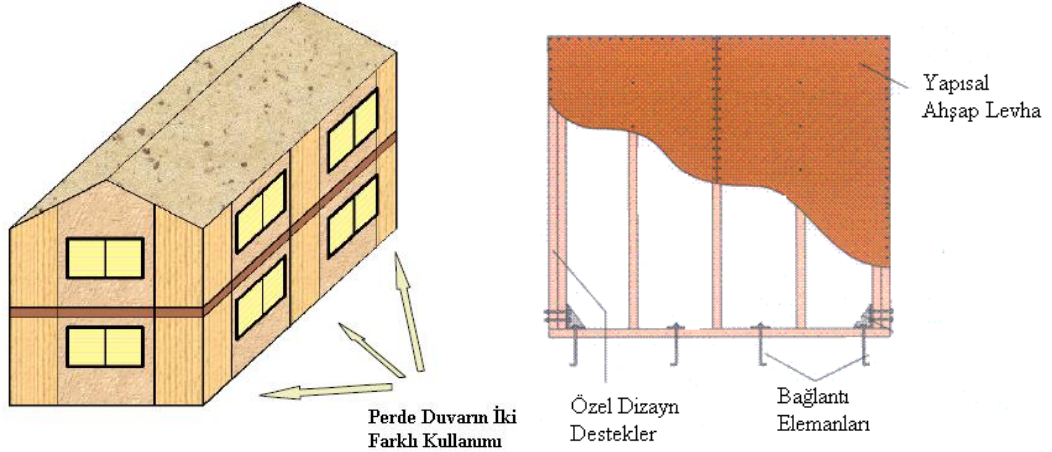 Perde Duvarın İki
Farklı Kullanımı
Yapısal
Ahşap Levha
Özel Dizayn
Destekler
Bağlantı
Elemanları